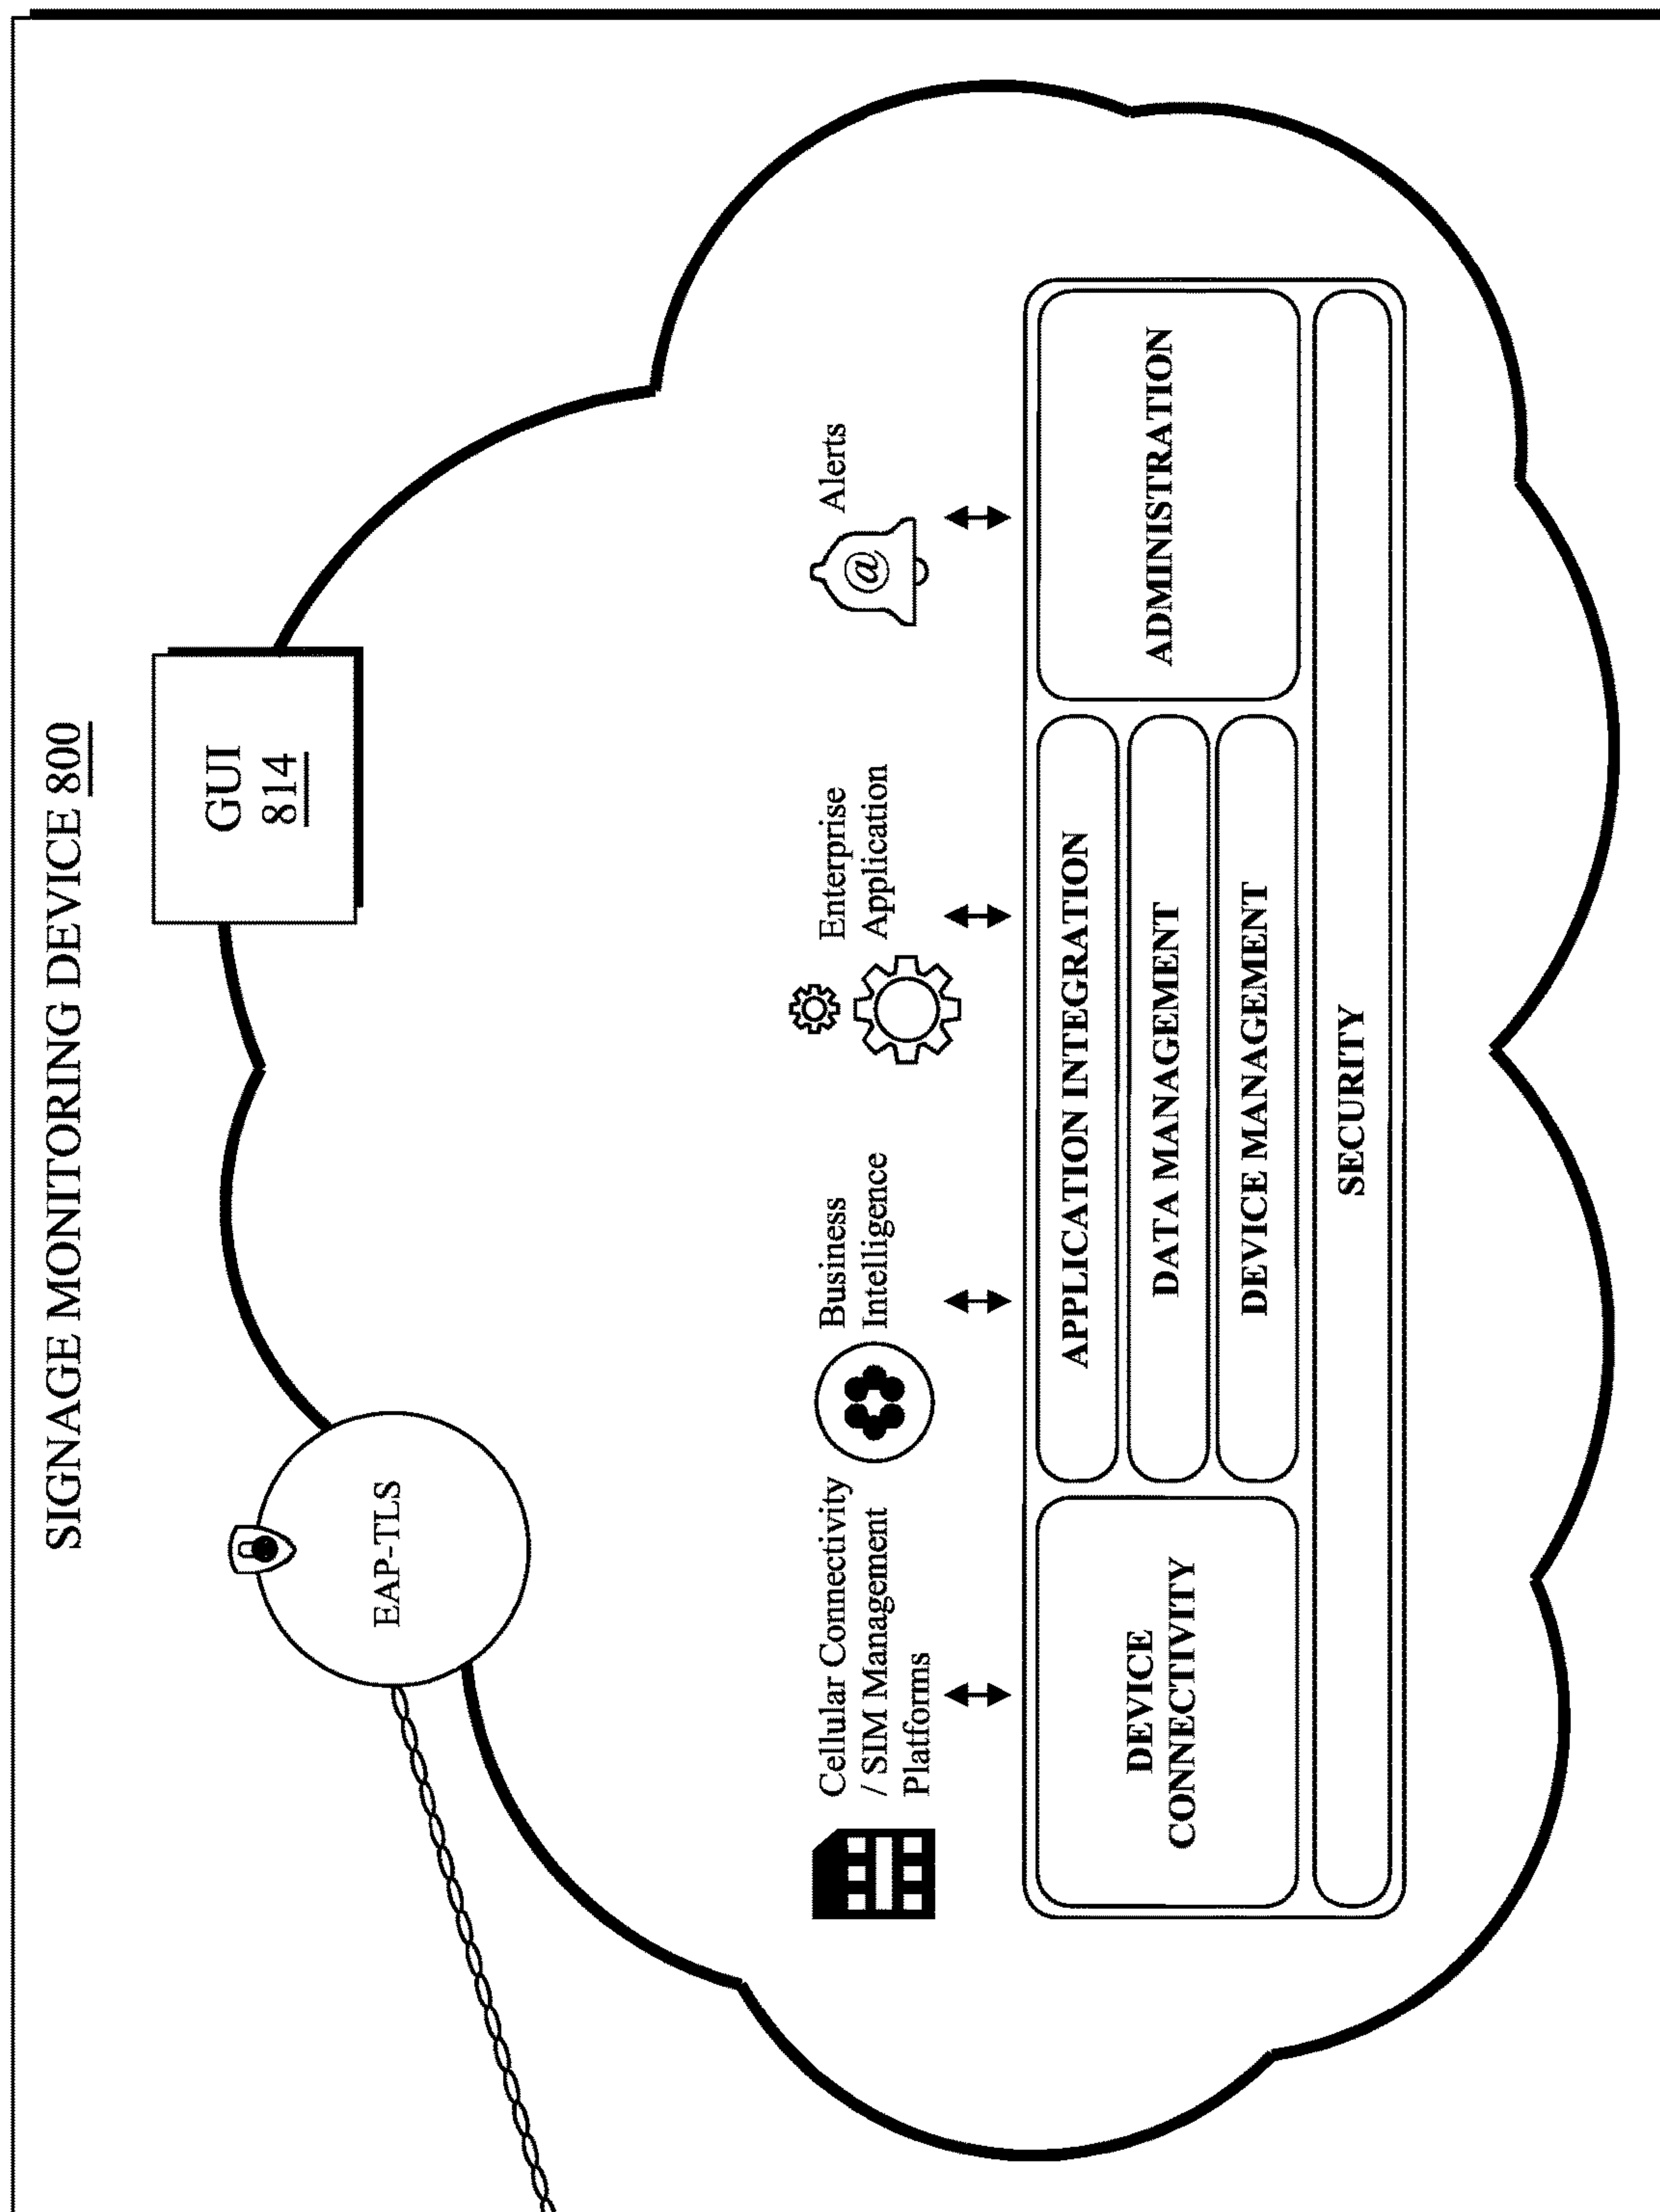 SIGNAGE MONITORING DEVICE 800
EAP-TLS
GUI
814
Cellular Connectivity
/ SIM Management
Platforms
Business
Intelligence
Enterprise
Application
@
Alerts
DEVICE
CONNECTIVITY
APPLICATION INTEGRATION
DATA MANAGEMENT
DEVICE MANAGEMENT
ADMINISTRATION
SECURITY